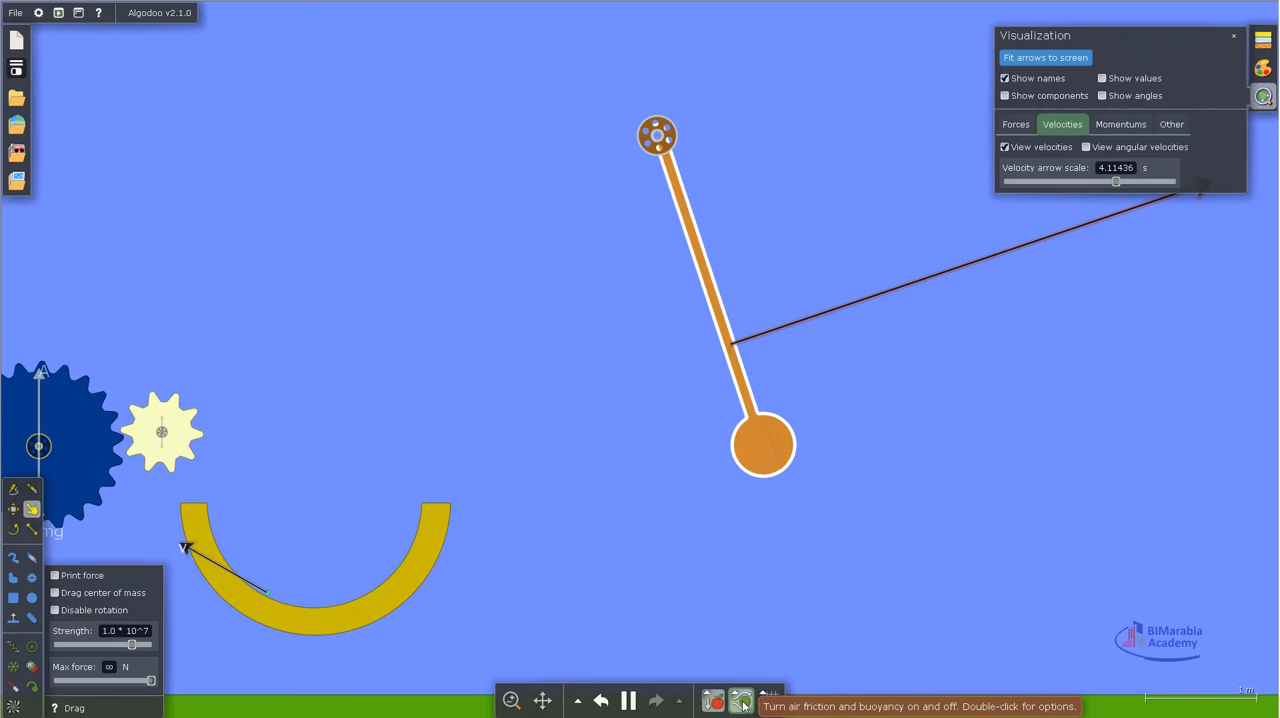 File
?
Algodoo v2.1.0
Visualization
×
Fit arrows to screen
Show names
Show values
Show components
Show angles
Forces
Velocities
Momentums
Other
View velocities
View angular velocities
Velocity arrow scale: 4.11436 s
A
mg
v
Print force
Drag center of mass
Disable rotation
Strength: 1.0 * 10^7
Max force: ∞ N
? Drag
BIMarabia
Academy
1 m
Turn air friction and buoyancy on and off. Double-click for options.